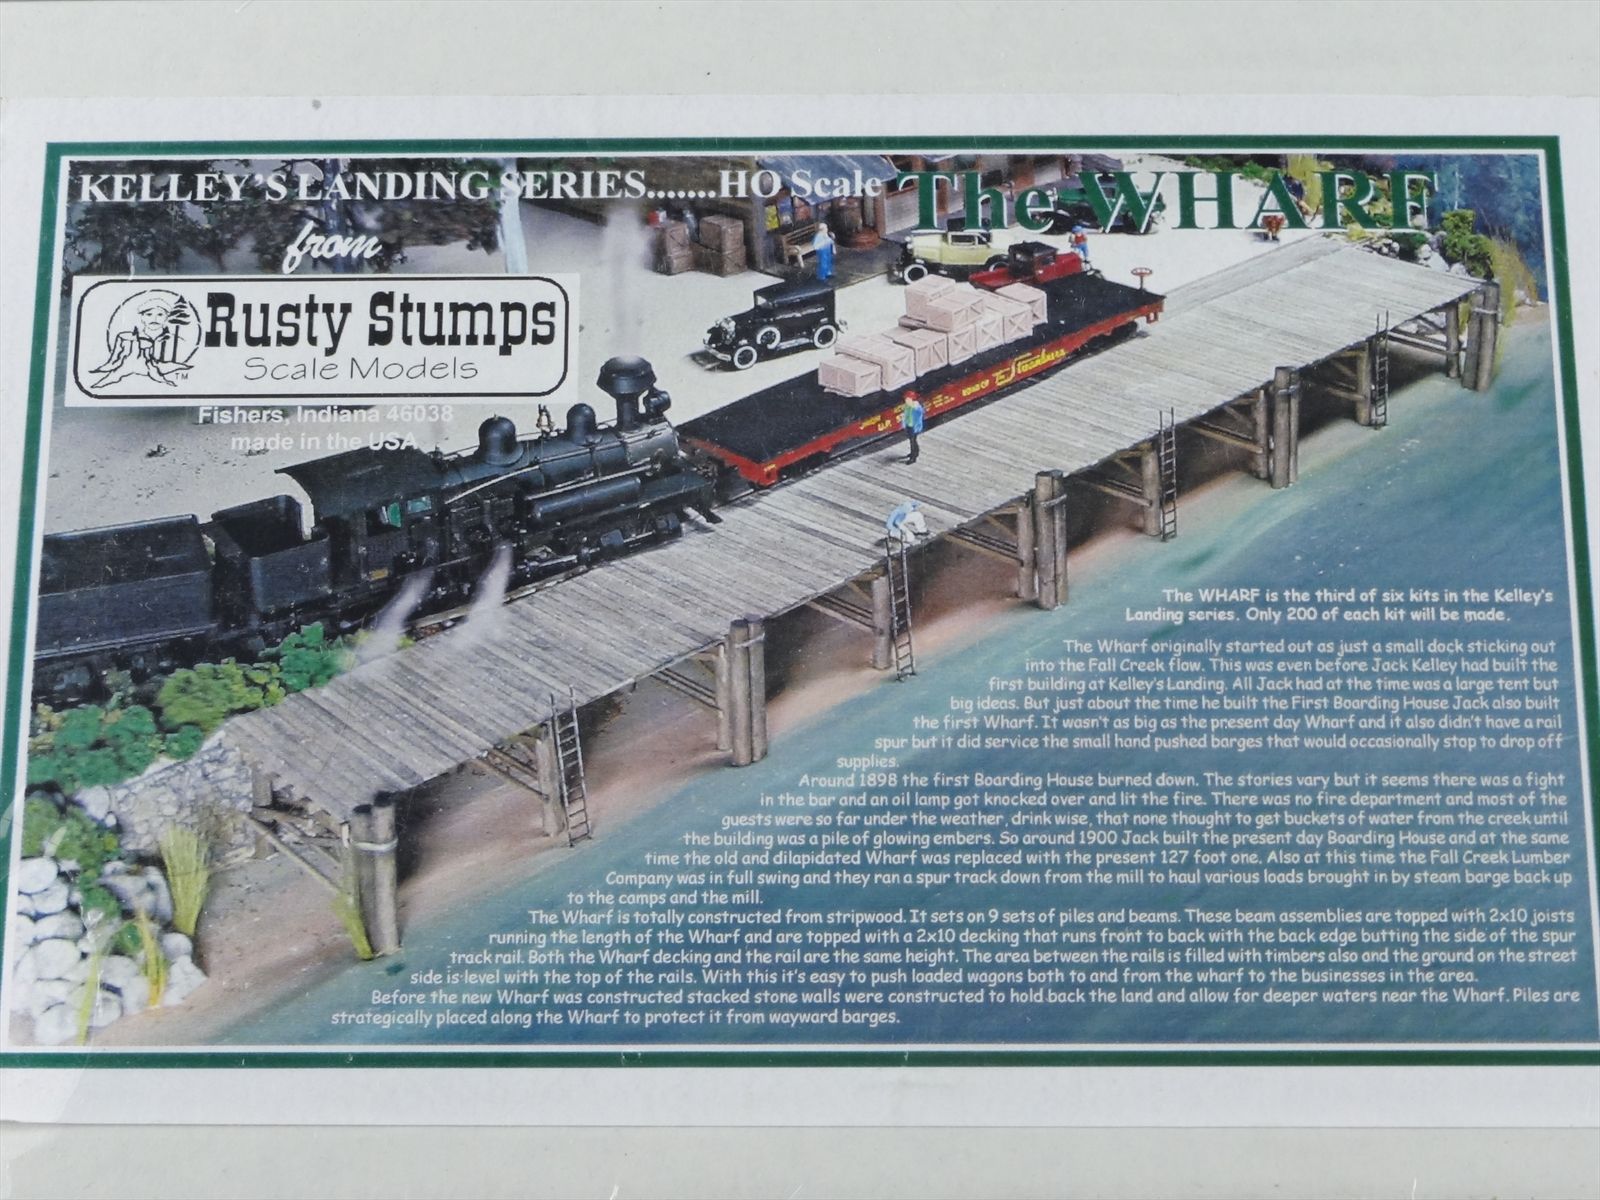 KELLEY'S LANDING SERIES.......HO Scale The WHARF
from
Rusty Stumps
Scale Models
TM
Fishers, Indiana 46038
made in the USA
The WHARF is the third of six kits in the Kelley's
Landing series. Only 200 of each kit will be made.
The Wharf originally started out as just a small dock sticking out
into the Fall Creek flow. This was even before Jack Kelley had built the
first building at Kelley's Landing. All Jack had at the time was a large tent but
big ideas. But just about the time he built the First Boarding House Jack also built
the first Wharf. It wasn't as big as the present day Wharf and it also didn't have a rail
spur but it did service the small hand pushed barges that would occasionally stop to drop off
supplies.
Around 1898 the first Boarding House burned down. The stories vary but it seems there was a fight
in the bar and an oil lamp got knocked over and lit the fire. There was no fire department and most of the
guests were so far under the weather, drink wise, that none thought to get buckets of water from the creek until
the building was a pile of glowing embers. So around 1900 Jack built the present day Boarding House and at the same
time the old and dilapidated Wharf was replaced with the present 127 foot one. Also at this time the Fall Creek Lumber
Company was in full swing and they ran a spur track down from the mill to haul various loads brought in by steam barge back up
to the camps and the mill.
The Wharf is totally constructed from stripwood. It sets on 9 sets of piles and beams. These beam assemblies are topped with 2x10 joists
running the length of the Wharf and are topped with a 2x10 decking that runs front to back with the back edge butting the side of the spur
track rail. Both the Wharf decking and the rail are the same height. The area between the rails is filled with timbers also and the ground on the street
side is level with the top of the rails. With this it's easy to push loaded wagons both to and from the wharf to the businesses in the area.
Before the new Wharf was constructed stacked stone walls were constructed to hold back the land and allow for deeper waters near the Wharf. Piles are
strategically placed along the Wharf to protect it from wayward barges.